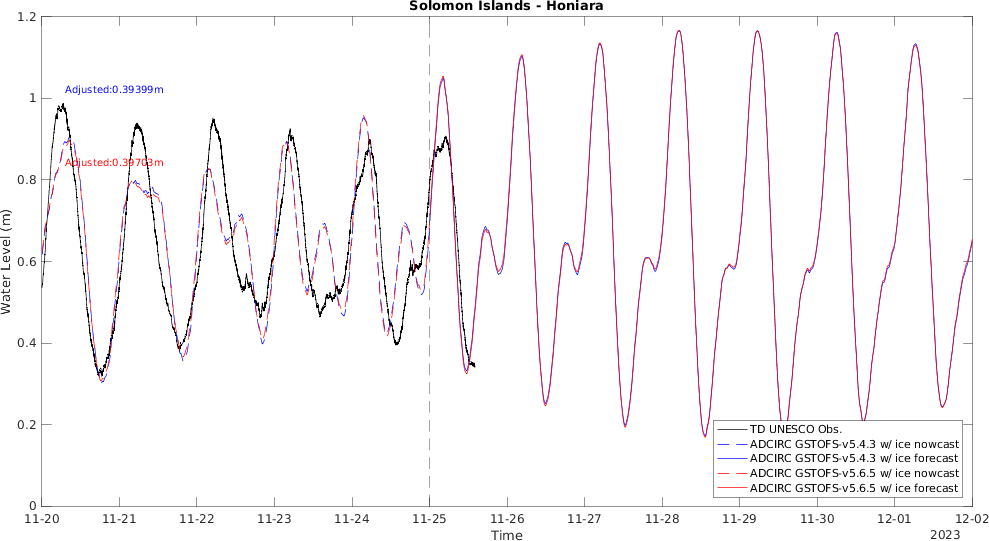 Solomon Islands - Honiara
1.2
1
0.8
0.6
0.4
0.2
0
Water Level (m)
Adjusted:0.39399m
Adjusted:0.39703m
TD UNESCO Obs.
ADCIRC GSTOFS-v5.4.3 w/ ice nowcast
ADCIRC GSTOFS-v5.4.3 w/ ice forecast
ADCIRC GSTOFS-v5.6.5 w/ ice nowcast
ADCIRC GSTOFS-v5.6.5 w/ ice forecast
11-20 11-21 11-22 11-23 11-24 11-25 11-26 11-27 11-28 11-29 11-30 12-01 12-02
Time
2023